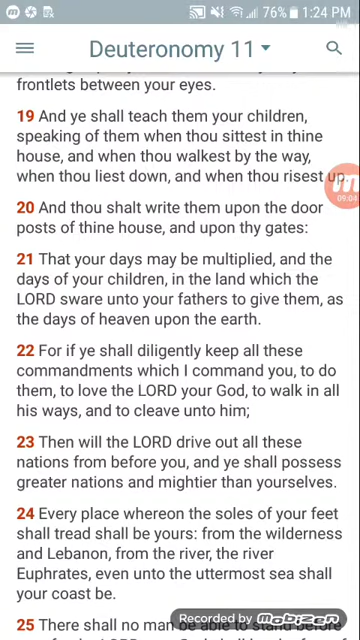 76% 1:24 PM
Deuteronomy 11
frontlets between your eyes.
19 And ye shall teach them your children,
speaking of them when thou sittest in thine
house, and when thou walkest by the way,
when thou liest down, and when thou risest up.
09:04
20 And thou shalt write them upon the door
posts of thine house, and upon thy gates:
21 That your days may be multiplied, and the
days of your children, in the land which the
LORD sware unto your fathers to give them, as
the days of heaven upon the earth.
22 For if ye shall diligently keep all these
commandments which I command you, to do
them, to love the LORD your God, to walk in all
his ways, and to cleave unto him;
23 Then will the LORD drive out all these
nations from before you, and ye shall possess
greater nations and mightier than yourselves.
24 Every place whereon the soles of your feet
shall tread shall be yours: from the wilderness
and Lebanon, from the river, the river
Euphrates, even unto the uttermost sea shall
your coast be.
25 There shall no man be able to stand before
Recorded by Mobizen